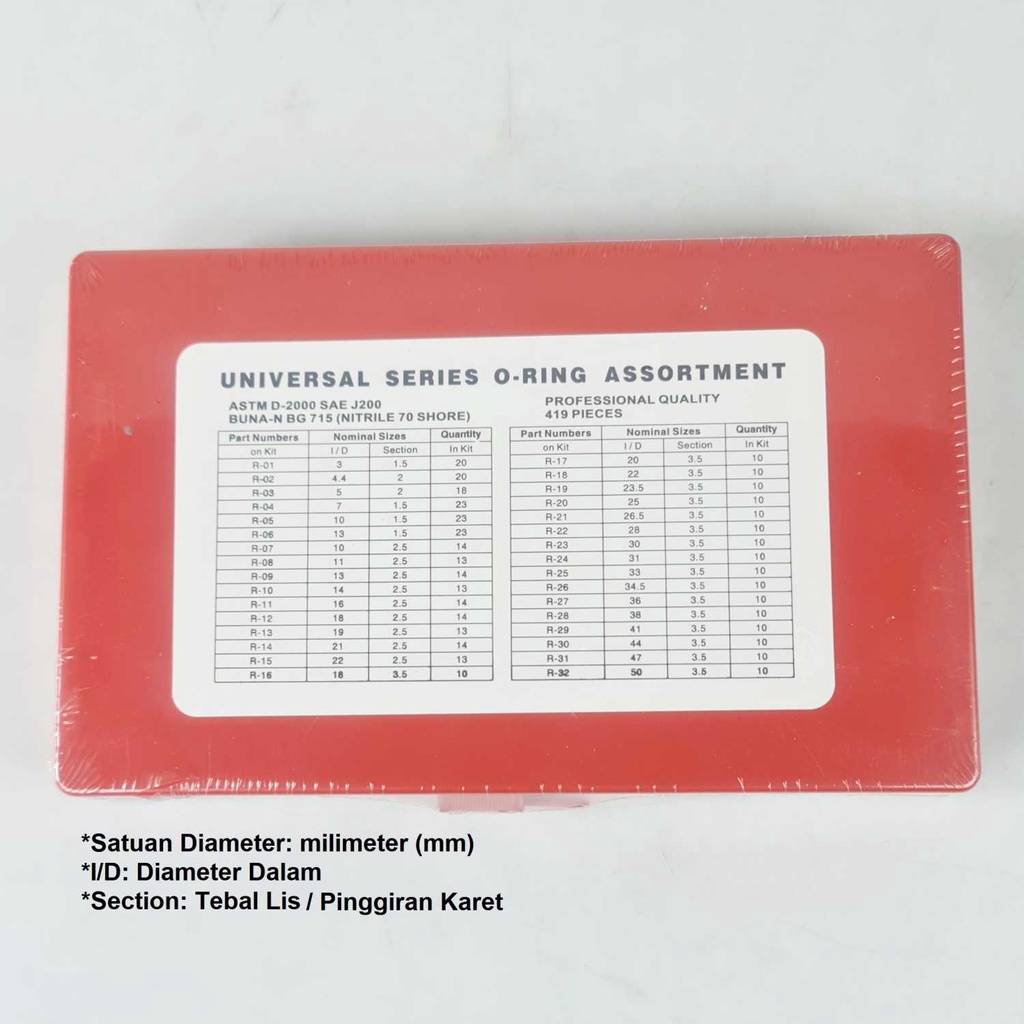 UNIVERSAL SERIES O-RING ASSORTMENT
ASTM D-2000 SAE J200
BUNA-N BG 715 (NITRILE 70 SHORE)
PROFESSIONAL QUALITY
419 PIECES
Part Numbers Nominal Sizes Quantity
on Kit I/D Section In Kit
R-01 3 1.5 20
R-02 4.4 2 20
R-03 5 2 18
R-04 7 1.5 23
R-05 10 1.5 23
R-06 13 1.5 23
R-07 10 2.5 14
R-08 11 2.5 13
R-09 13 2.5 14
R-10 14 2.5 13
R-11 16 2.5 14
R-12 18 2.5 14
R-13 19 2.5 13
R-14 21 2.5 14
R-15 22 2.5 13
R-16 18 3.5 10
Part Numbers Nominal Sizes Quantity
on Kit I/D Section In Kit
R-17 20 3.5 10
R-18 22 3.5 10
R-19 23.5 3.5 10
R-20 25 3.5 10
R-21 26.5 3.5 10
R-22 28 3.5 10
R-23 30 3.5 10
R-24 31 3.5 10
R-25 33 3.5 10
R-26 34.5 3.5 10
R-27 36 3.5 10
R-28 38 3.5 10
R-29 41 3.5 10
R-30 44 3.5 10
R-31 47 3.5 10
R-32 50 3.5 10
*Satuan Diameter: milimeter (mm)
*I/D: Diameter Dalam
*Section: Tebal Lis / Pinggiran Karet